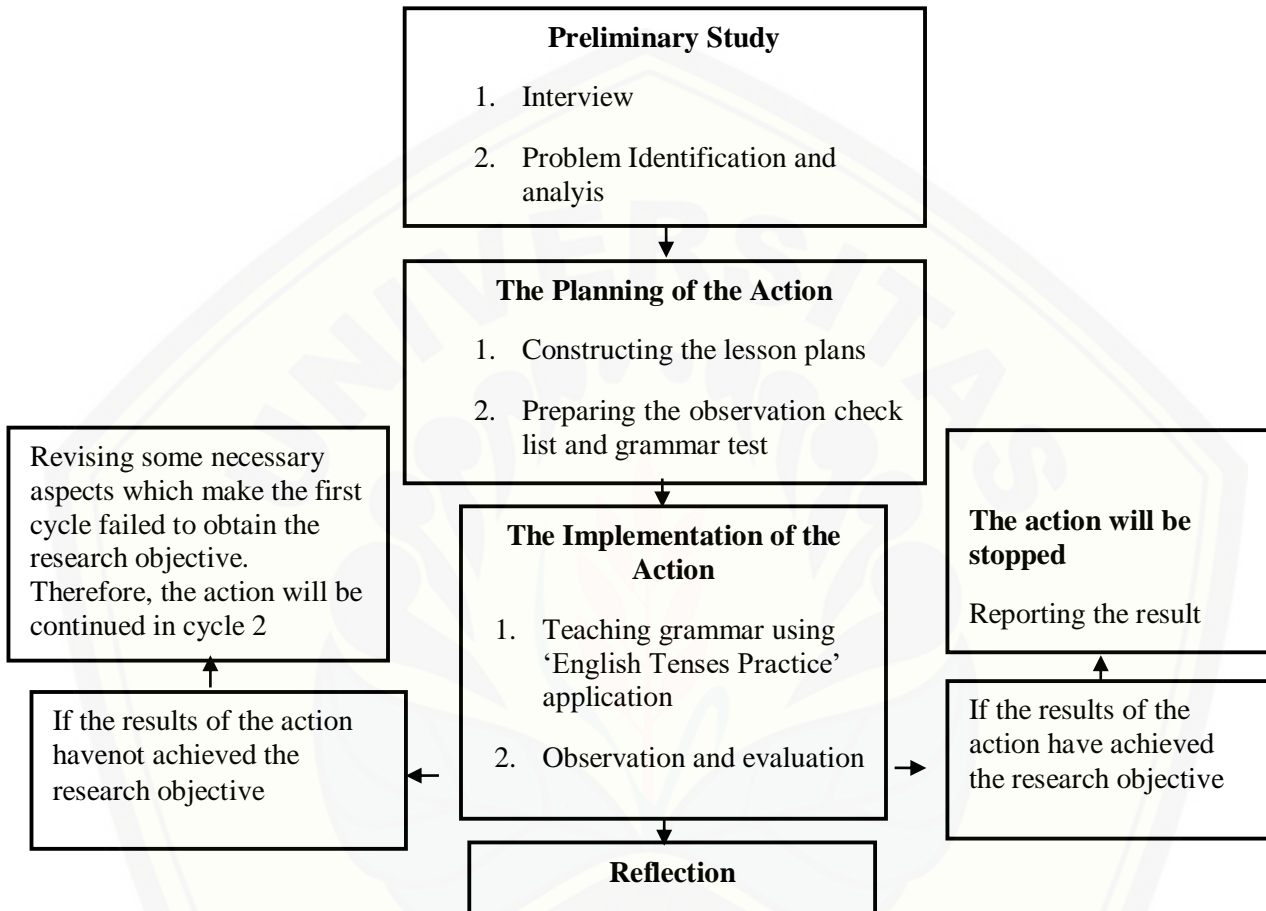 Preliminary Study
1. Interview
2. Problem Identification and
analyis
The Planning of the Action
1. Constructing the lesson plans
2. Preparing the observation check
list and grammar test
Revising some necessary
aspects which make the first
cycle failed to obtain the
research objective.
Therefore, the action will be
continued in cycle 2
The Implementation of the
Action
1. Teaching grammar using
‘English Tenses Practice’
application
2. Observation and evaluation
The action will be
stopped
Reporting the result
If the results of the action
havenot achieved the
research objective
If the results of the
action have achieved
the research objective
Reflection
UNIVERSITAS